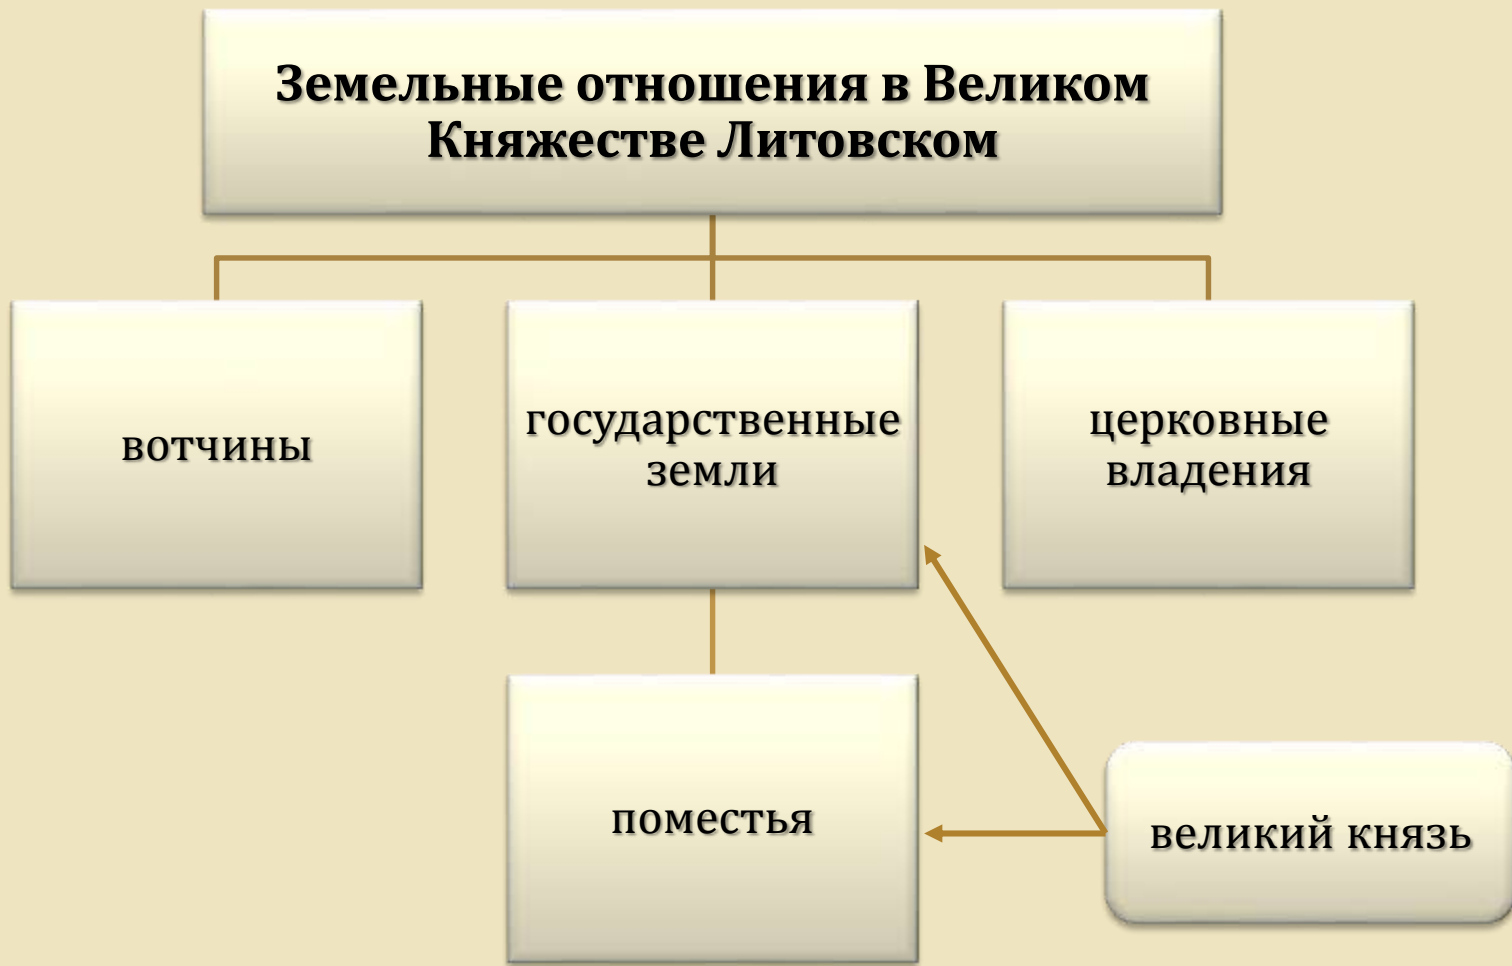 Земельные отношения в Великом
Княжестве Литовском
вотчины
государственные
земли
церковные
владения
поместья
великий князь